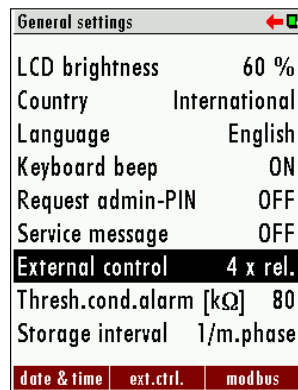 General settings
LCD brightness 60 %
Country International
Language English
Keyboard beep ON
Request admin-PIN OFF
Service message OFF
External control 4 x rel.
Thresh.cond.alarm [kΩ] 80
Storage interval 1/m.phase
date & time ext.ctrl. modbus